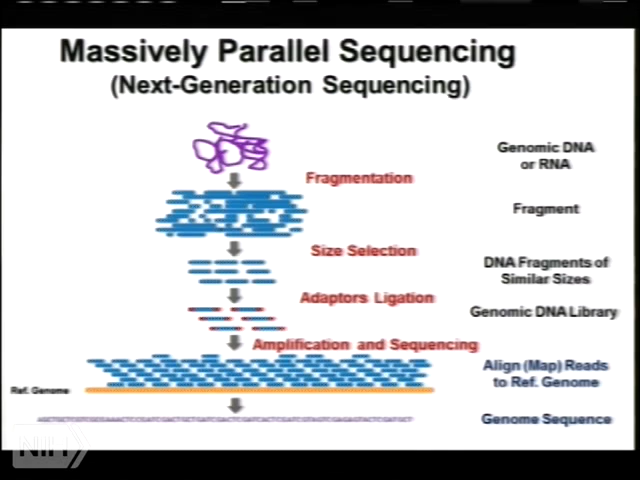 Massively Parallel Sequencing
(Next-Generation Sequencing)
Genomic DNA
or RNA
Fragmentation
Fragment
Size Selection
DNA Fragments of
Similar Sizes
Adaptors Ligation
Genomic DNA Library
Amplification and Sequencing
Align (Map) Reads
to Ref. Genome
Ref. Genome
Genome Sequence
NIH